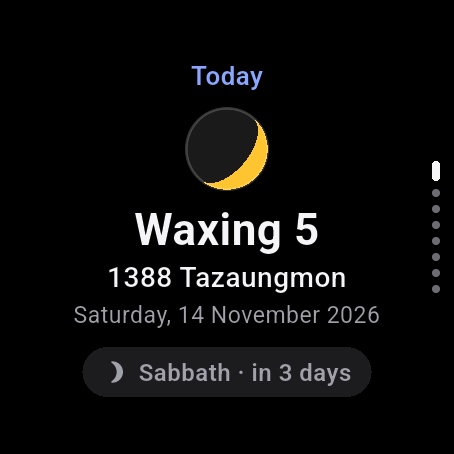 Today
Waxing 5
1388 Tazaungmon
Saturday, 14 November 2026
Sabbath · in 3 days